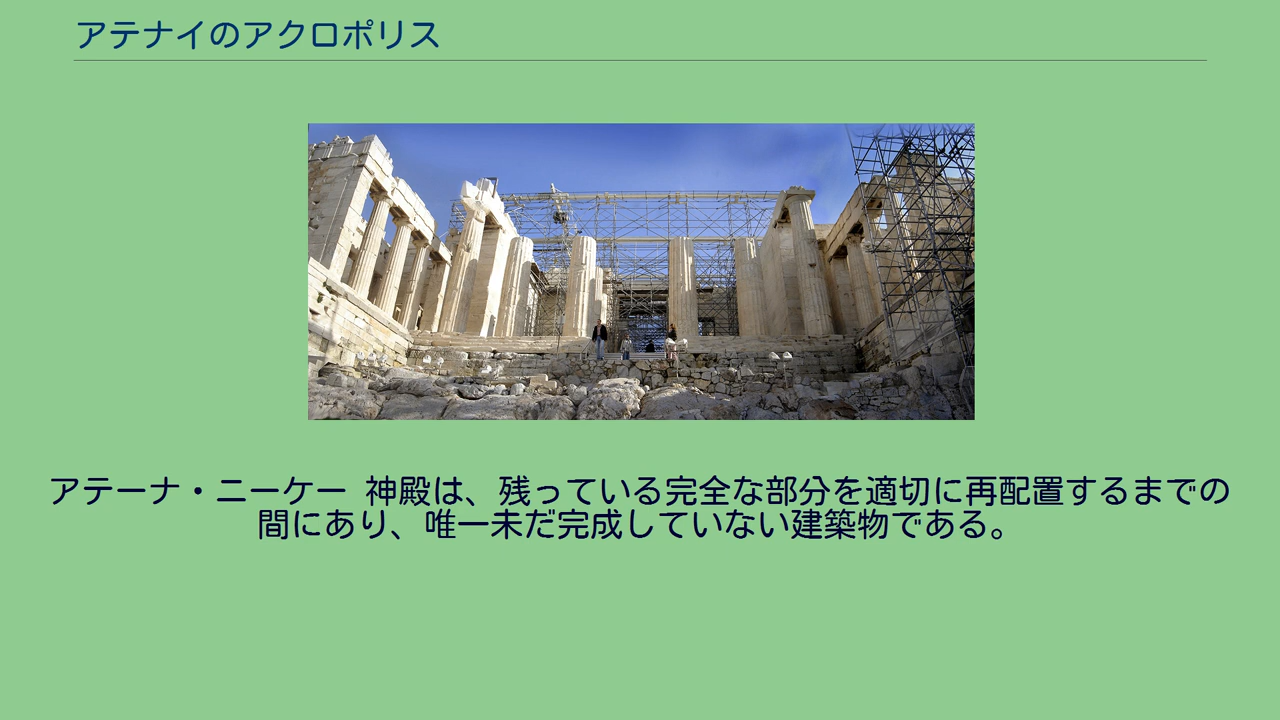 アテナイのアクロポリス
アテーナ・ニーケー 神殿は、残っている完全な部分を適切に再配置するまでの
間にあり、唯一未だ完成していない建築物である。